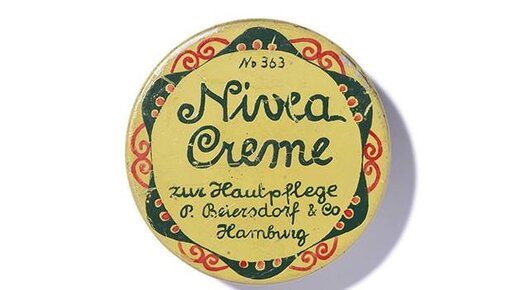 No 363
Nivea
Creme
zur Hautpflege
P. Beiersdorf & Co
Hamburg